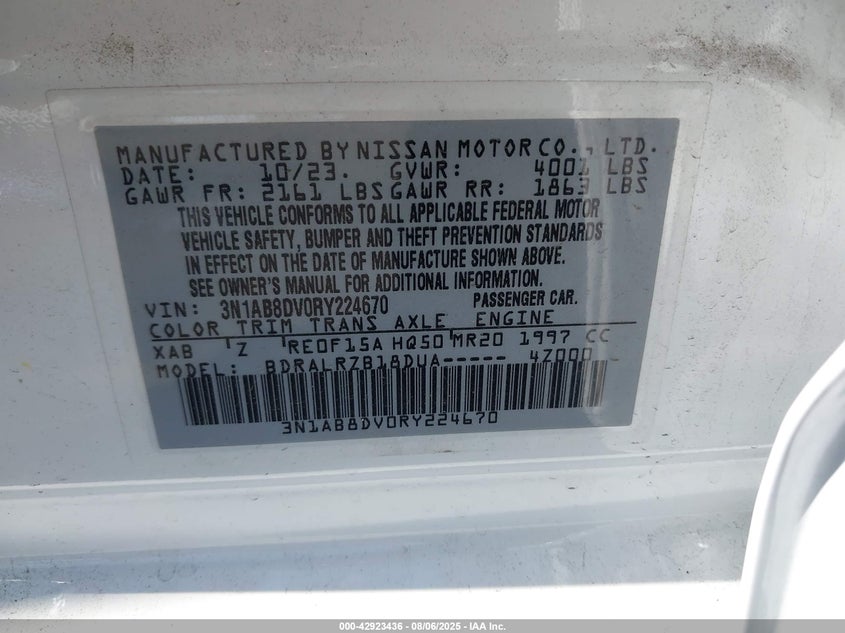 MANUFACTURED BY NISSAN MOTOR CO., LTD.
DATE: 10/23. GVWR: 4001 LBS
GAWR FR: 2161 LBS GAWR RR: 1863 LBS
THIS VEHICLE CONFORMS TO ALL APPLICABLE FEDERAL MOTOR
VEHICLE SAFETY, BUMPER AND THEFT PREVENTION STANDARDS
IN EFFECT ON THE DATE OF MANUFACTURE SHOWN ABOVE.
SEE OWNER'S MANUAL FOR ADDITIONAL INFORMATION.
VIN: 3N1AB8DV0RY224670 PASSENGER CAR.
COLOR TRIM TRANS AXLE ENGINE
XAB Z RE0F15A HQ50 MR20 1997 CC
MODEL: BDRALRZB18DUA----- 4Z000
3N1AB8DV0RY224670
000-42923436 - 08/06/2025 - IAA Inc.